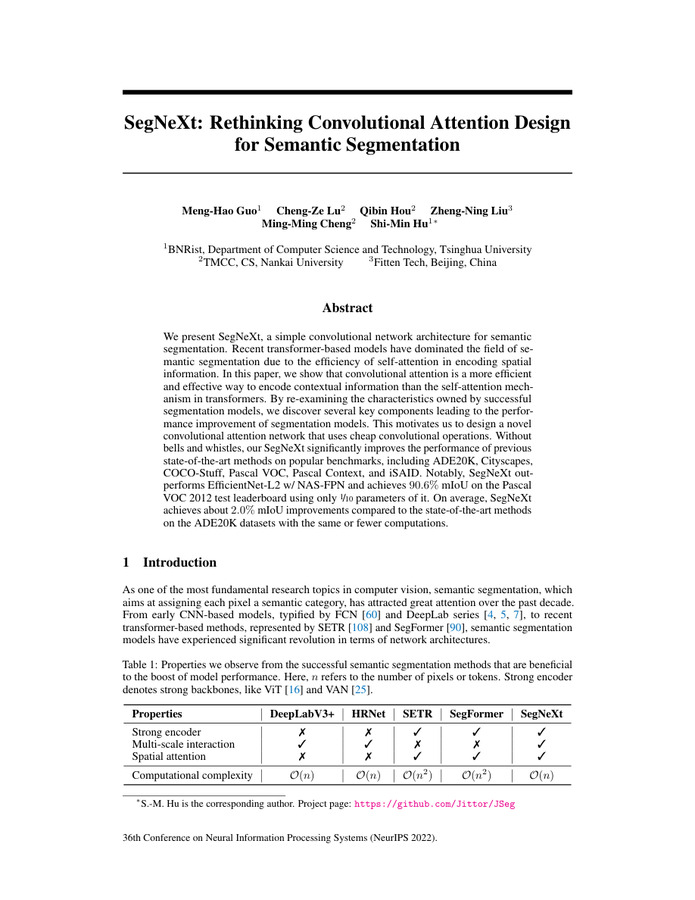 SegNeXt: Rethinking Convolutional Attention Design
for Semantic Segmentation
Meng-Hao Guo¹ Cheng-Ze Lu² Qibin Hou² Zheng-Ning Liu³
Ming-Ming Cheng² Shi-Min Hu¹*
¹BNRist, Department of Computer Science and Technology, Tsinghua University
²TMCC, CS, Nankai University ³Fitten Tech, Beijing, China
Abstract
We present SegNeXt, a simple convolutional network architecture for semantic
segmentation. Recent transformer-based models have dominated the field of se-
mantic segmentation due to the efficiency of self-attention in encoding spatial
information. In this paper, we show that convolutional attention is a more efficient
and effective way to encode contextual information than the self-attention mech-
anism in transformers. By re-examining the characteristics owned by successful
segmentation models, we discover several key components leading to the perfor-
mance improvement of segmentation models. This motivates us to design a novel
convolutional attention network that uses cheap convolutional operations. Without
bells and whistles, our SegNeXt significantly improves the performance of previous
state-of-the-art methods on popular benchmarks, including ADE20K, Cityscapes,
COCO-Stuff, Pascal VOC, Pascal Context, and iSAID. Notably, SegNeXt out-
performs EfficientNet-L2 w/ NAS-FPN and achieves 90.6% mIoU on the Pascal
VOC 2012 test leaderboard using only 1/10 parameters of it. On average, SegNeXt
achieves about 2.0% mIoU improvements compared to the state-of-the-art methods
on the ADE20K datasets with the same or fewer computations.
1 Introduction
As one of the most fundamental research topics in computer vision, semantic segmentation, which
aims at assigning each pixel a semantic category, has attracted great attention over the past decade.
From early CNN-based models, typified by FCN [60] and DeepLab series [4, 5, 7], to recent
transformer-based methods, represented by SETR [108] and SegFormer [90], semantic segmentation
models have experienced significant revolution in terms of network architectures.
Table 1: Properties we observe from the successful semantic segmentation methods that are beneficial
to the boost of model performance. Here, n refers to the number of pixels or tokens. Strong encoder
denotes strong backbones, like ViT [16] and VAN [25].
Properties DeepLabV3+ HRNet SETR SegFormer SegNeXt
Strong encoder ✗ ✗ ✓ ✓ ✓
Multi-scale interaction ✓ ✓ ✗ ✗ ✓
Spatial attention ✗ ✗ ✓ ✓ ✓
Computational complexity O(n) O(n) O(n²) O(n²) O(n)
*S.-M. Hu is the corresponding author. Project page: https://github.com/Jittor/JSeg
36th Conference on Neural Information Processing Systems (NeurIPS 2022).